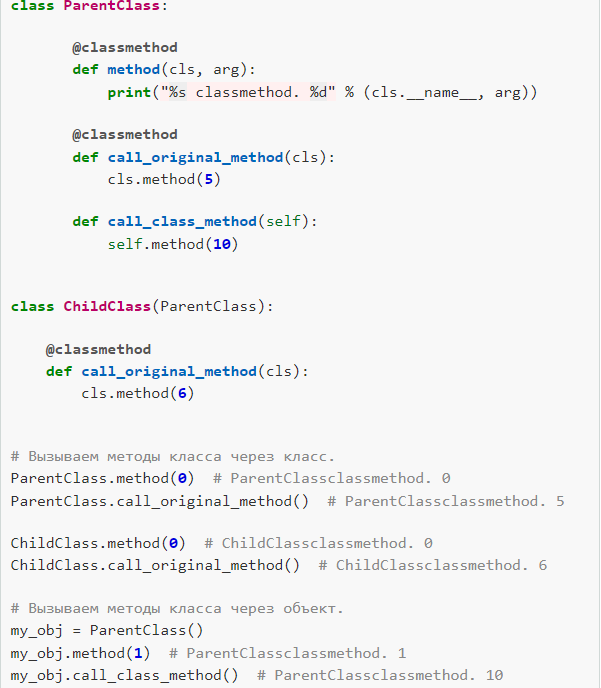 class ParentClass:
@classmethod
def method(cls, arg):
print("%s classmethod. %d" % (cls.__name__, arg))
@classmethod
def call_original_method(cls):
cls.method(5)
def call_class_method(self):
self.method(10)
class ChildClass(ParentClass):
@classmethod
def call_original_method(cls):
cls.method(6)
# Вызываем методы класса через класс.
ParentClass.method(0)  # ParentClassclassmethod. 0
ParentClass.call_original_method()  # ParentClassclassmethod. 5
ChildClass.method(0)  # ChildClassclassmethod. 0
ChildClass.call_original_method()  # ChildClassclassmethod. 6
# Вызываем методы класса через объект.
my_obj = ParentClass()
my_obj.method(1)  # ParentClassclassmethod. 1
my_obj.call_class_method()  # ParentClassclassmethod. 10